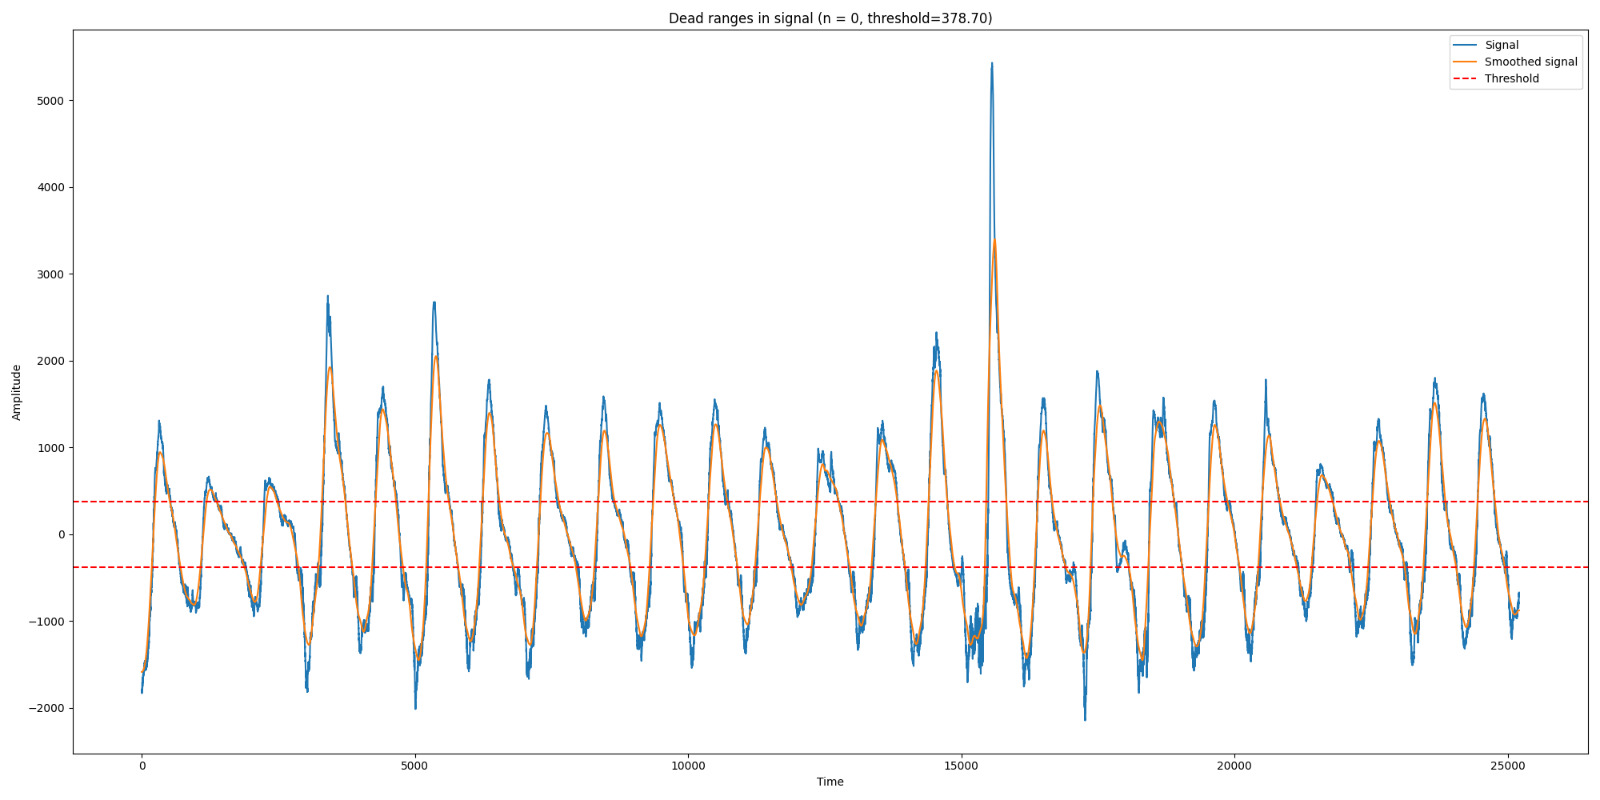 Dead ranges in signal (n = 0, threshold=378.70)
Signal
Smoothed signal
Threshold
Amplitude
5000
4000
3000
2000
1000
0
−1000
−2000
0
5000
10000
15000
20000
25000
Time